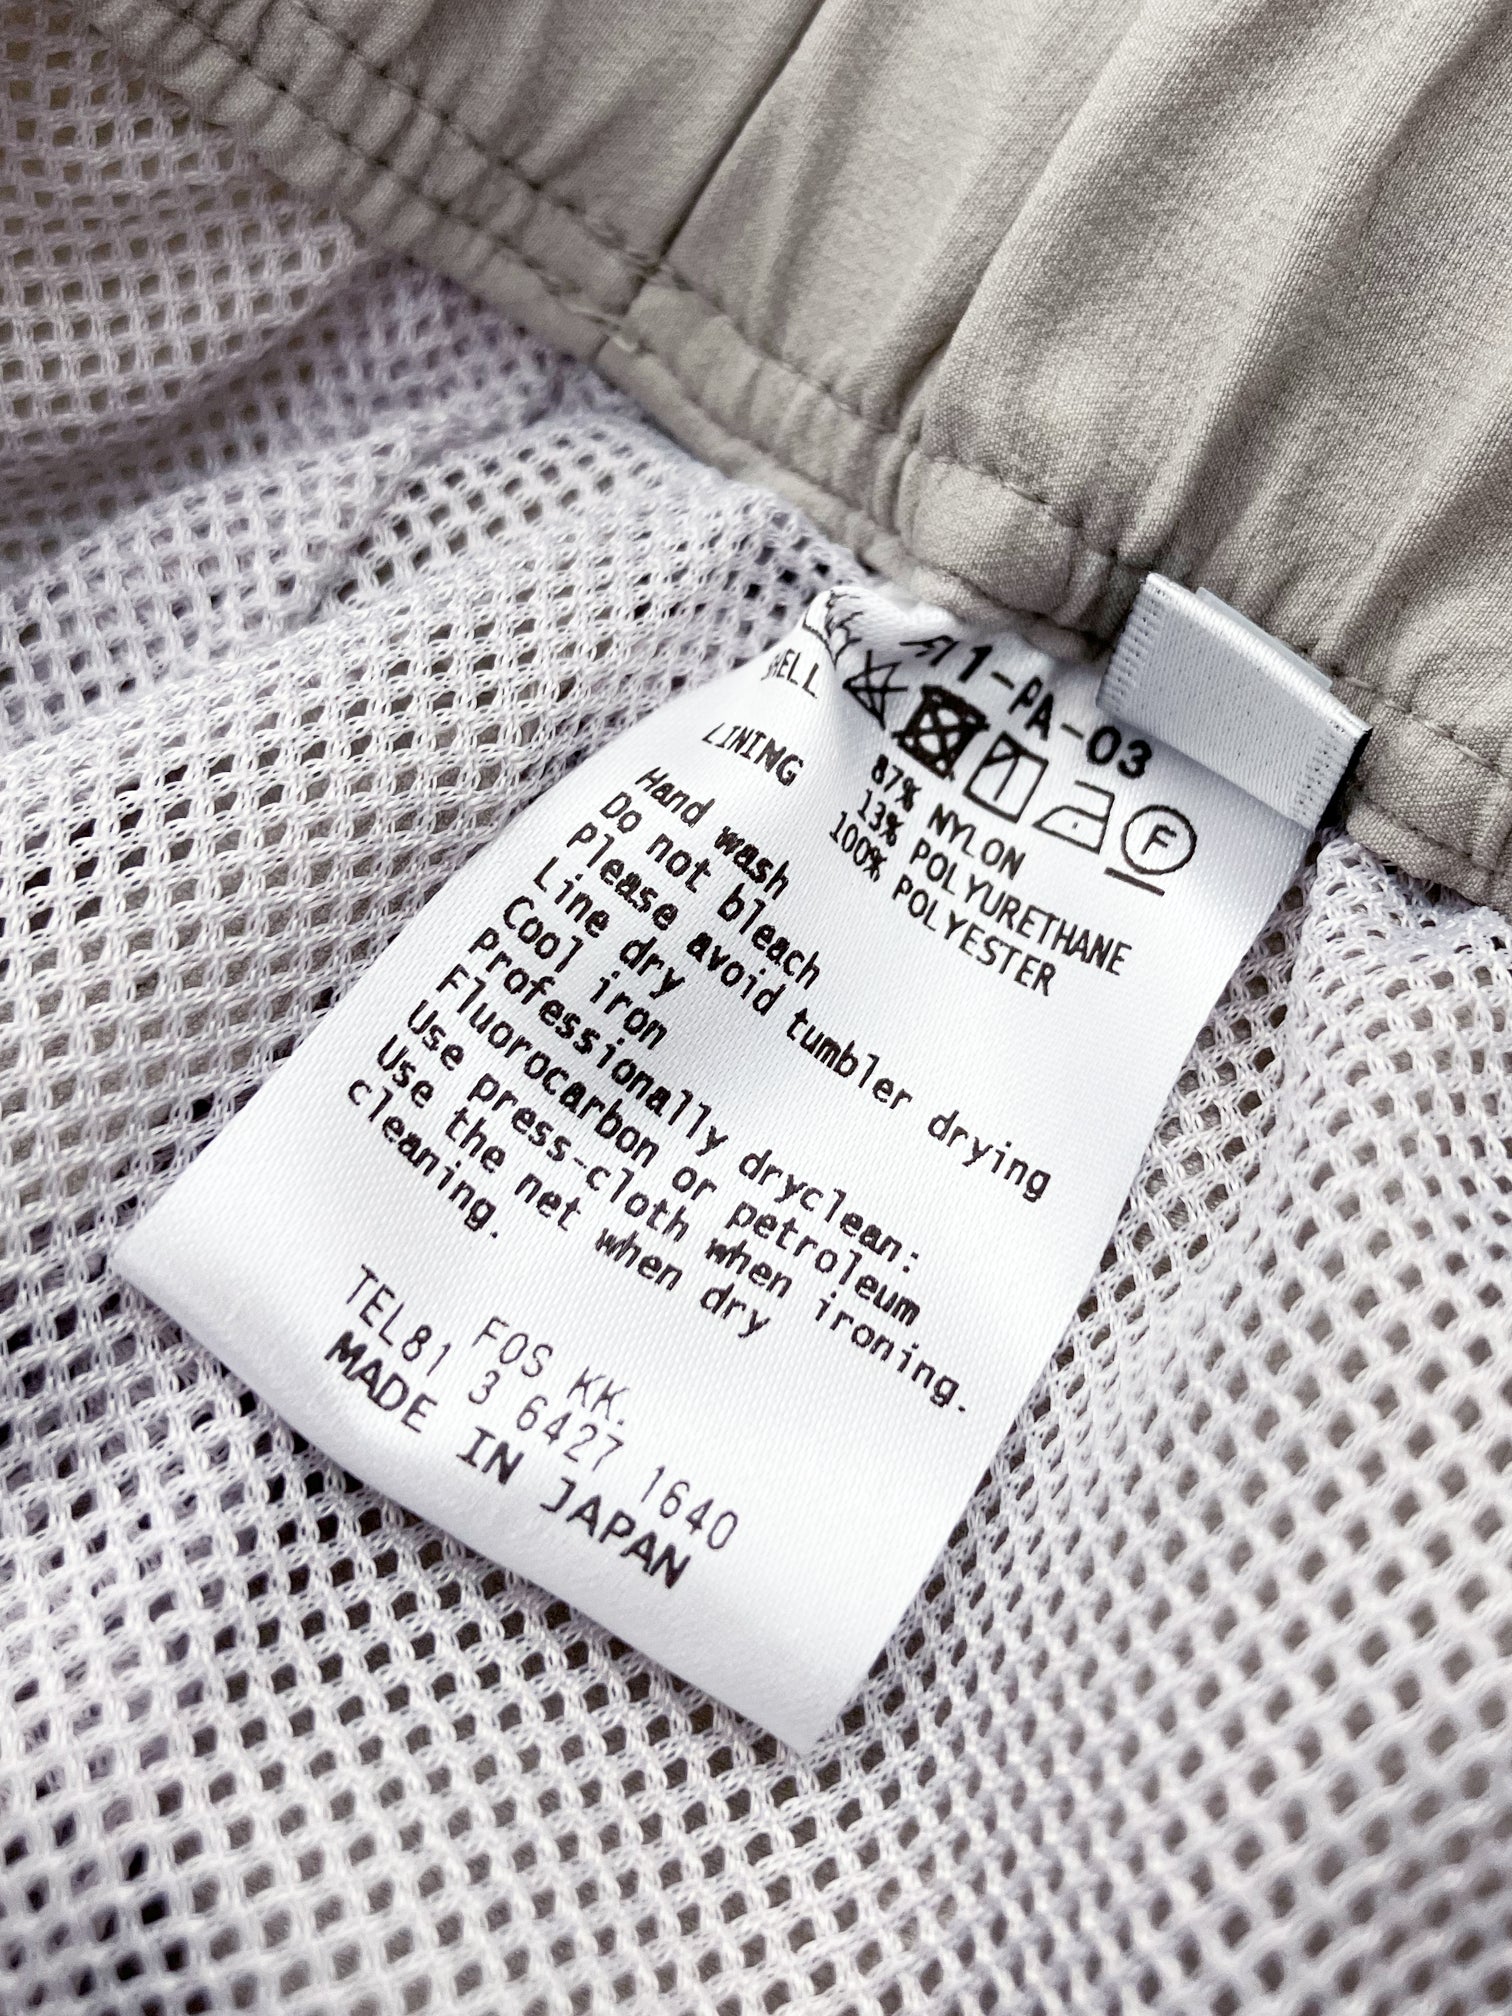 1-PA-03
87% NYLON
13% POLYURETHANE
LINING 100% POLYESTER
Hand wash
Do not bleach
Please avoid tumbler drying
Line dry
Cool iron
Professionally dryclean:
Fluorocarbon or petroleum
Use press-cloth when ironing.
Use the net when dry
cleaning.
FOS KK.
TEL81 3 6427 1640
MADE IN JAPAN
F